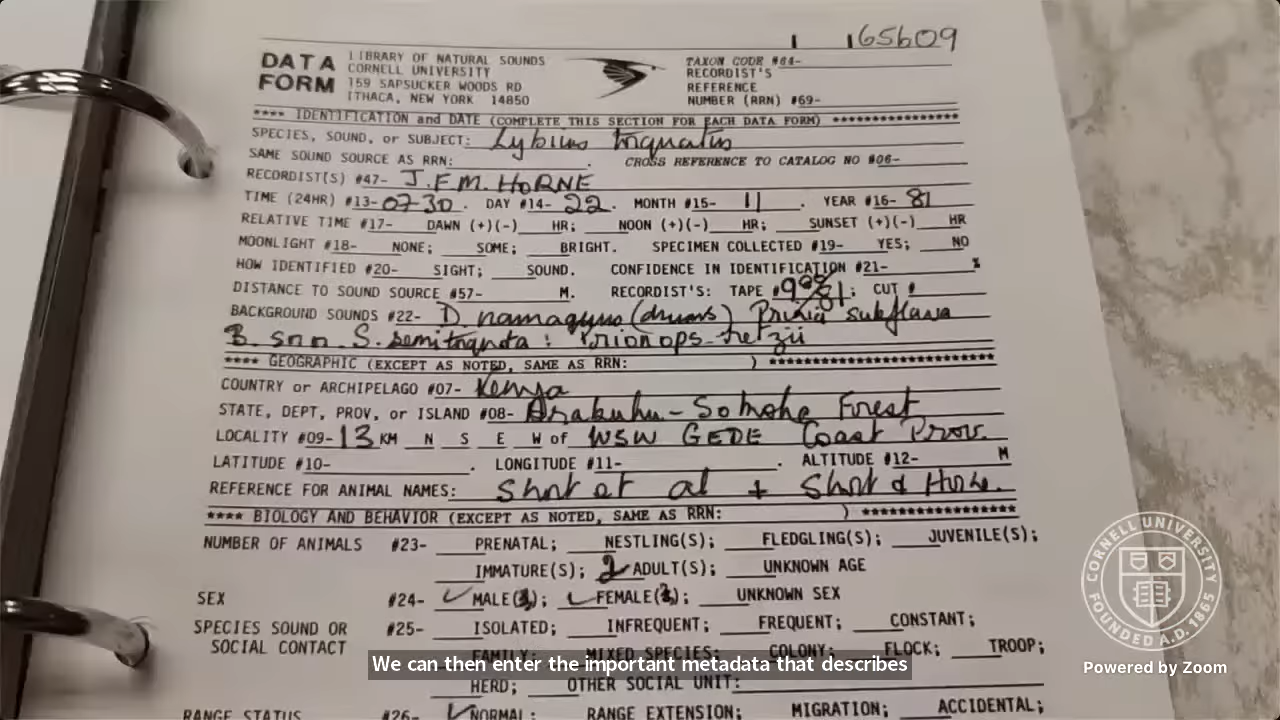 165609
DATA FORM
LIBRARY OF NATURAL SOUNDS
CORNELL UNIVERSITY
159 SAPSUCKER WOODS RD
ITHACA, NEW YORK 14850
TAXON CODE #64-
RECORDIST'S
REFERENCE
NUMBER (RRN) #69-
**** IDENTIFICATION and DATE (COMPLETE THIS SECTION FOR EACH DATA FORM) *****************
SPECIES, SOUND, or SUBJECT: Lybius torquatus
SAME SOUND SOURCE AS RRN: . CROSS REFERENCE TO CATALOG NO #06-
RECORDIST(S) #47- J.F.M. HORNE
TIME (24HR) #13- 0730 . DAY #14- 22 . MONTH #15- 11 . YEAR #16- 81
RELATIVE TIME #17- DAWN (+)(-) HR; NOON (+)(-) HR; SUNSET (+)(-) HR
MOONLIGHT #18- NONE; SOME; BRIGHT. SPECIMEN COLLECTED #19- YES; NO
HOW IDENTIFIED #20- SIGHT; SOUND. CONFIDENCE IN IDENTIFICATION #21- %
DISTANCE TO SOUND SOURCE #57- M. RECORDIST'S: TAPE # /81; CUT #
BACKGROUND SOUNDS #22- D. namaquus (drums) subflava
B. S. semitorquata : Prionops retzii
**** GEOGRAPHIC (EXCEPT AS NOTED, SAME AS RRN: ) *************************
COUNTRY or ARCHIPELAGO #07- Kenya
STATE, DEPT, PROV, or ISLAND #08- Arabuku-Sokoke Forest
LOCALITY #09- 13 KM N S E W of WSW GEDE Coast Prov.
LATITUDE #10- . LONGITUDE #11- . ALTITUDE #12- M
REFERENCE FOR ANIMAL NAMES: Short et al + Short & Horne.
**** BIOLOGY AND BEHAVIOR (EXCEPT AS NOTED, SAME AS RRN: ) *****************
NUMBER OF ANIMALS #23- PRENATAL; NESTLING(S); FLEDGLING(S); JUVENILE(S);
IMMATURE(S); 2 ADULT(S); UNKNOWN AGE
SEX #24- ✓ MALE(S); ✓ FEMALE(S); UNKNOWN SEX
SPECIES SOUND OR SOCIAL CONTACT #25- ISOLATED; INFREQUENT; FREQUENT; CONSTANT;
FAMILY; MIXED SPECIES; COLONY; FLOCK; TROOP;
We can then enter the important metadata that describes
HERD; OTHER SOCIAL UNIT:
RANGE STATUS #26- ✓ NORMAL; RANGE EXTENSION; MIGRATION; ACCIDENTAL;
CORNELL UNIVERSITY
FOUNDED A.D. 1865
Powered by Zoom